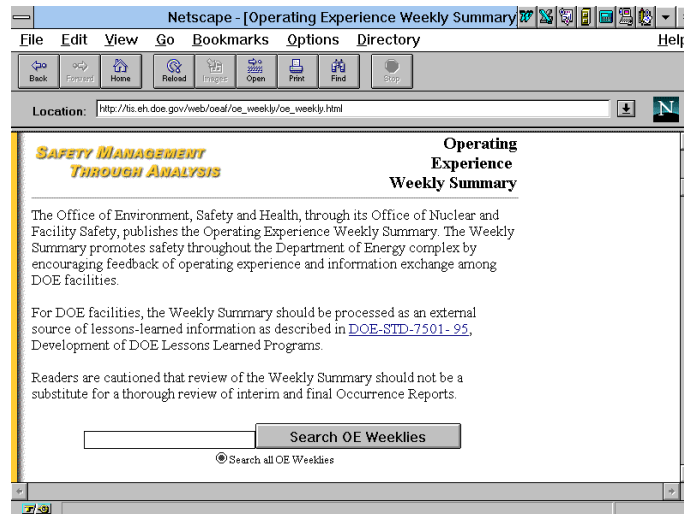 Netscape - [Operating Experience Weekly Summary
File Edit View Go Bookmarks Options Directory Help
Back Forward Home Reload Images Open Print Find Stop
Location: http://tis.eh.doe.gov/web/oeaf/oe_weekly/oe_weekly.html
N
SAFETY MANAGEMENT
THROUGH ANALYSIS
Operating
Experience
Weekly Summary
The Office of Environment, Safety and Health, through its Office of Nuclear and
Facility Safety, publishes the Operating Experience Weekly Summary. The Weekly
Summary promotes safety throughout the Department of Energy complex by
encouraging feedback of operating experience and information exchange among
DOE facilities.
For DOE facilities, the Weekly Summary should be processed as an external
source of lessons-learned information as described in DOE-STD-7501- 95,
Development of DOE Lessons Learned Programs.
Readers are cautioned that review of the Weekly Summary should not be a
substitute for a thorough review of interim and final Occurrence Reports.
Search OE Weeklies
Search all OE Weeklies